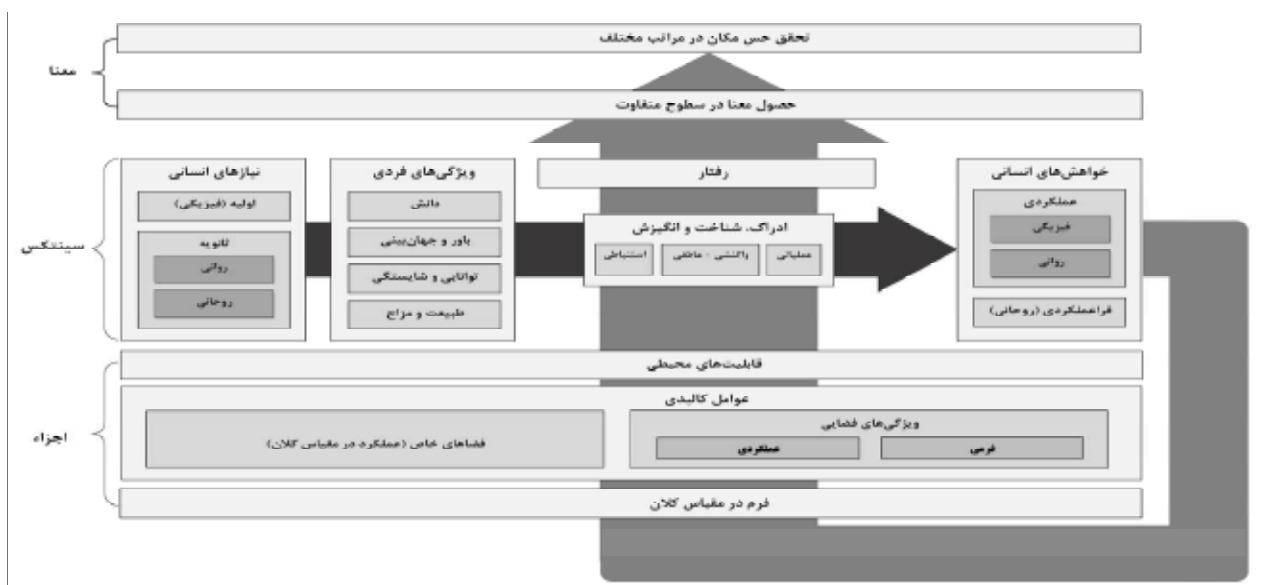 تحقق حس مکان در مراتب مختلف
معنا
حصول معنا در سطوح متفاوت
خواهش‌های انسانی
عملکردی
فیزیکی
روانی
فراعملکردی (روحانی)
رفتار
ادراک، شناخت و انگیزش
عملیاتی
واکنشی - عاطفی
استنباطی
ویژگی‌های فردی
دانش
باور و جهان‌بینی
توانایی و شایستگی
طبیعت و مزاج
نیازهای انسانی
اولیه (فیزیکی)
ثانویه
روانی
روحانی
سینتکس
قابلیت‌های محیطی
عوامل کالبدی
ویژگی‌های فضایی
فرمی
عملکردی
فضاهای خاص (عملکرد در مقیاس کلان)
اجزاء
فرم در مقیاس کلان